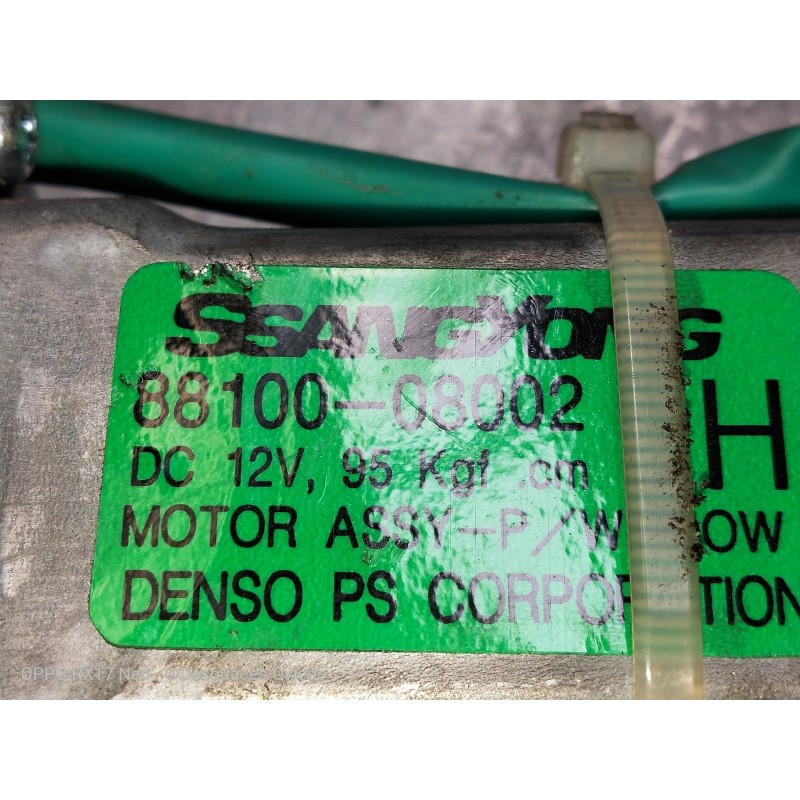 SSANGYONG
88100-08002 H
DC 12V, 95 Kgf .cm
MOTOR ASSY-P/W
DENSO PS